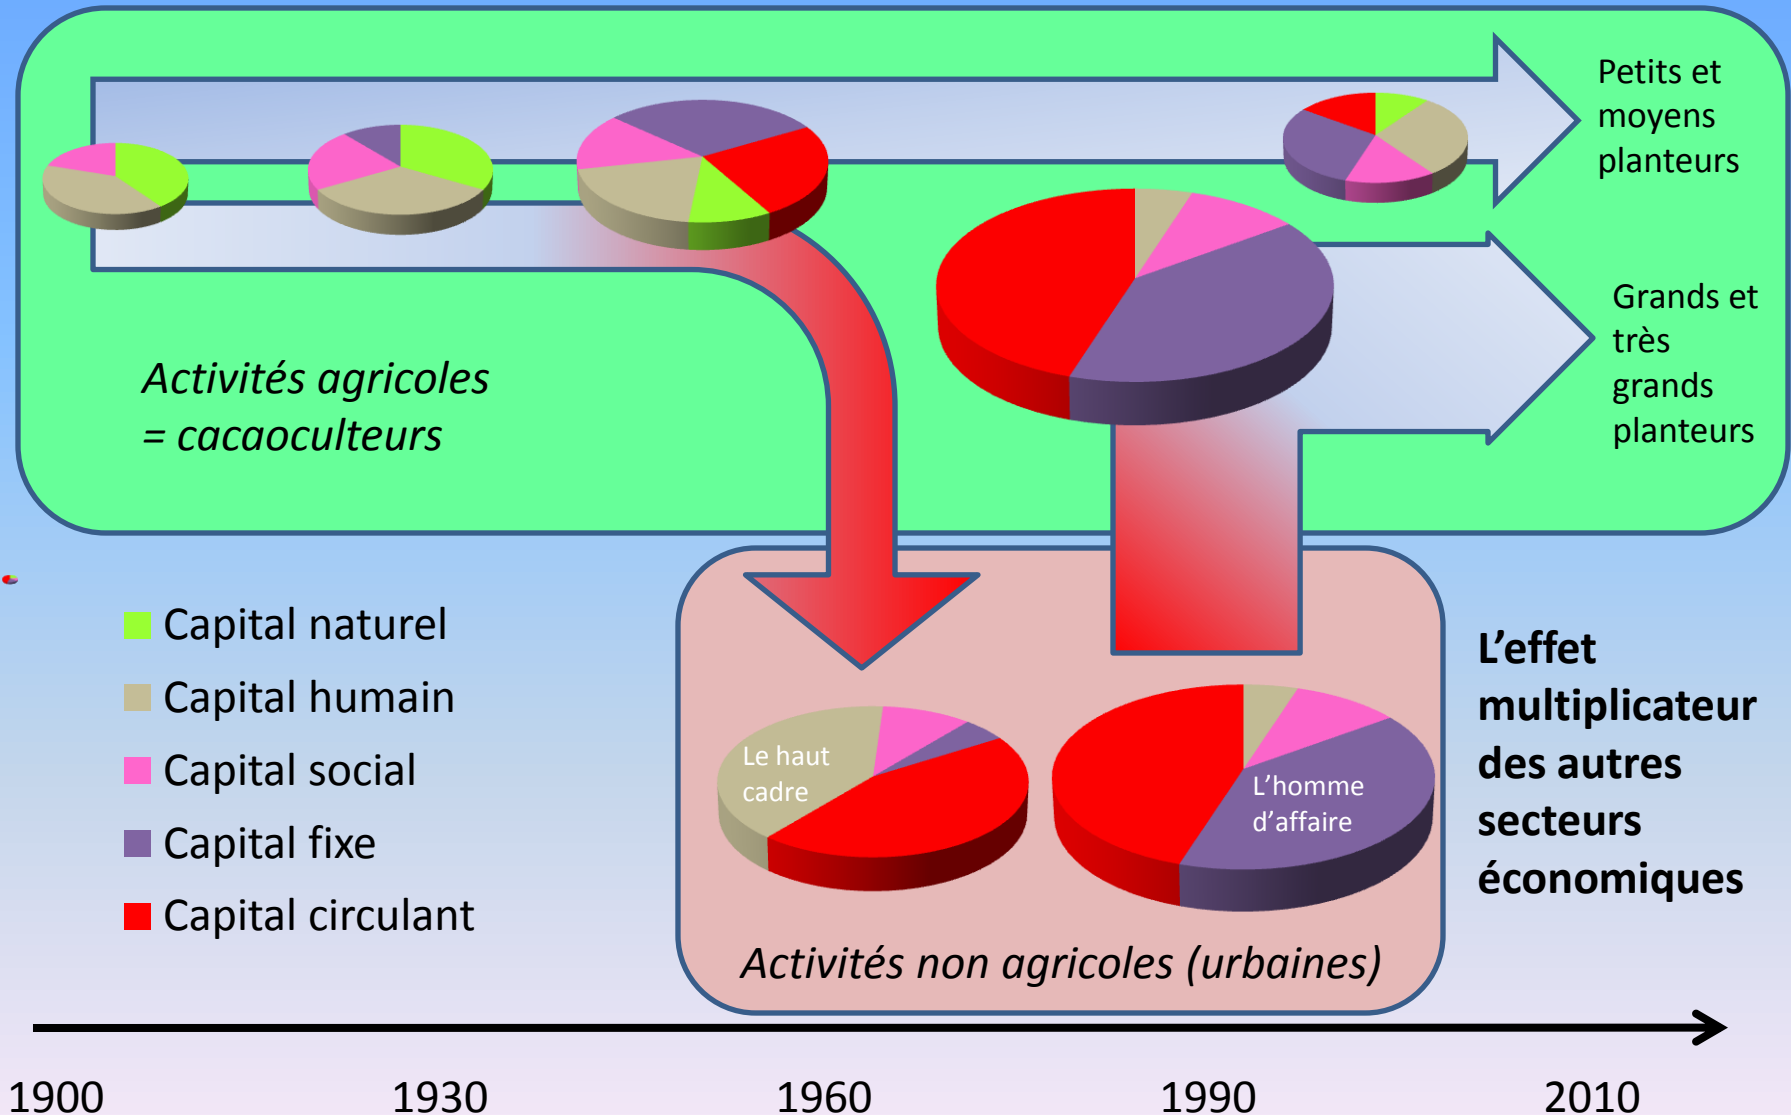 Petits et
moyens
planteurs
Grands et
très
grands
planteurs
Activités agricoles
= cacaoculteurs
Capital naturel
Capital humain
Capital social
Capital fixe
Capital circulant
Le haut
cadre
L’homme
d’affaire
Activités non agricoles (urbaines)
L’effet
multiplicateur
des autres
secteurs
économiques
1900
1930
1960
1990
2010